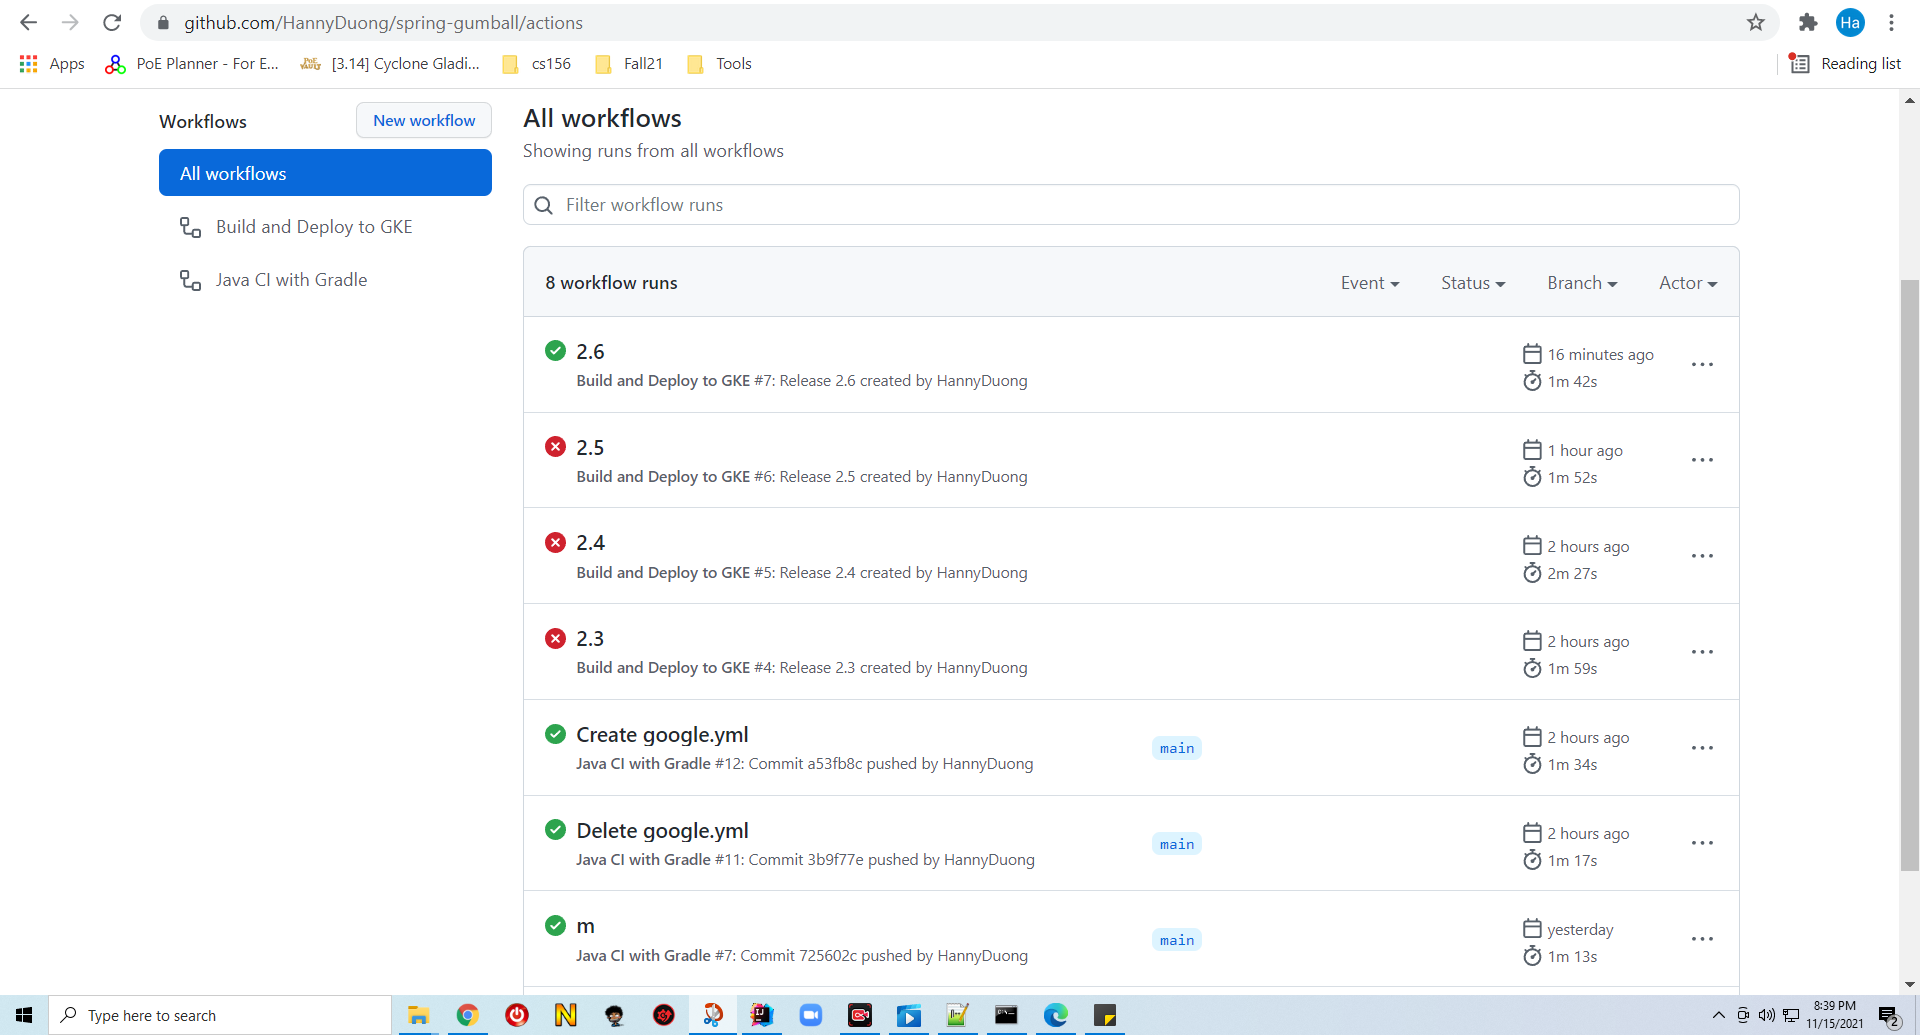 github.com/HannyDuong/spring-gumball/actions
Ha
Apps
PoE Planner - For E...
[3.14] Cyclone Gladi...
cs156
Fall21
Tools
Reading list
Workflows
New workflow
All workflows
Build and Deploy to GKE
Java CI with Gradle
All workflows
Showing runs from all workflows
Filter workflow runs
8 workflow runs
Event
Status
Branch
Actor
2.6
16 minutes ago
Build and Deploy to GKE #7: Release 2.6 created by HannyDuong
1m 42s
2.5
1 hour ago
Build and Deploy to GKE #6: Release 2.5 created by HannyDuong
1m 52s
2.4
2 hours ago
Build and Deploy to GKE #5: Release 2.4 created by HannyDuong
2m 27s
2.3
2 hours ago
Build and Deploy to GKE #4: Release 2.3 created by HannyDuong
1m 59s
Create google.yml
main
2 hours ago
Java CI with Gradle #12: Commit a53fb8c pushed by HannyDuong
1m 34s
Delete google.yml
main
2 hours ago
Java CI with Gradle #11: Commit 3b9f77e pushed by HannyDuong
1m 17s
m
main
yesterday
Java CI with Gradle #7: Commit 725602c pushed by HannyDuong
1m 13s
Type here to search
8:39 PM
11/15/2021
2